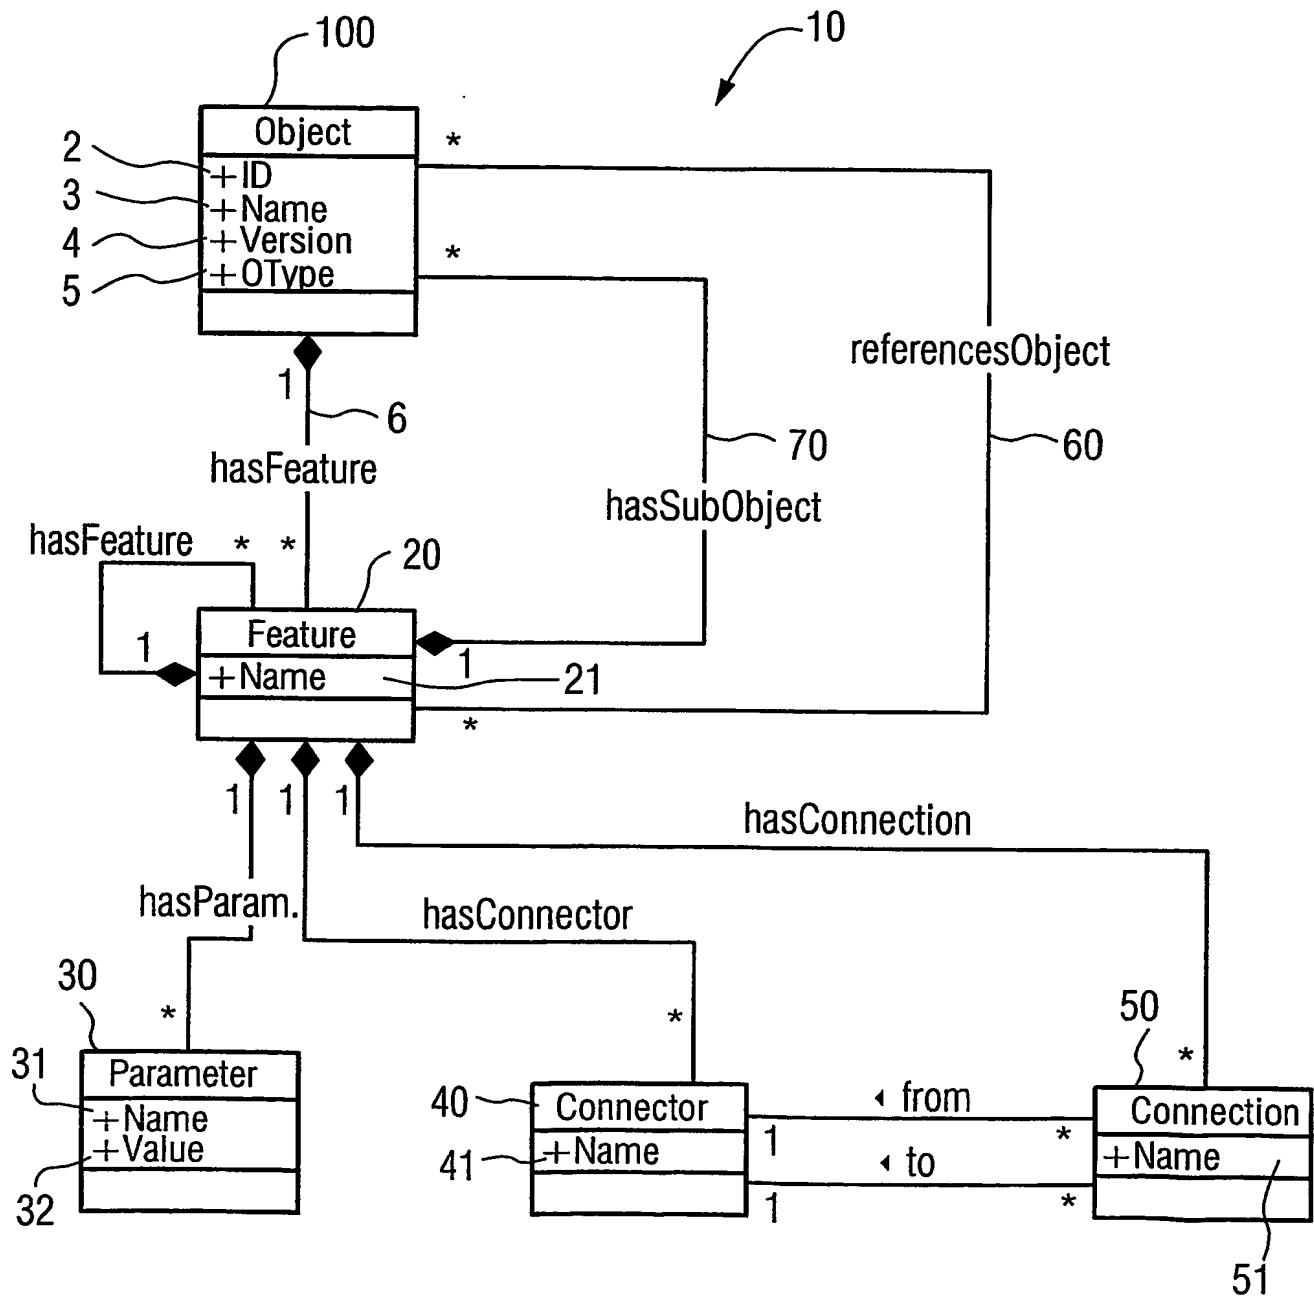 100
10
Object
*
2
+ID
3
+Name
4
+Version
*
5
+OType
referencesObject
1
6
70
60
hasFeature
hasSubObject
hasFeature
*
*
20
Feature
1
1
+Name
21
*
1
1
1
hasConnection
hasParam.
hasConnector
30
*
*
50
*
31
Parameter
40
Connector
◂ from
Connection
+Name
1
*
+Value
41
+Name
◂ to
+Name
32
1
*
51